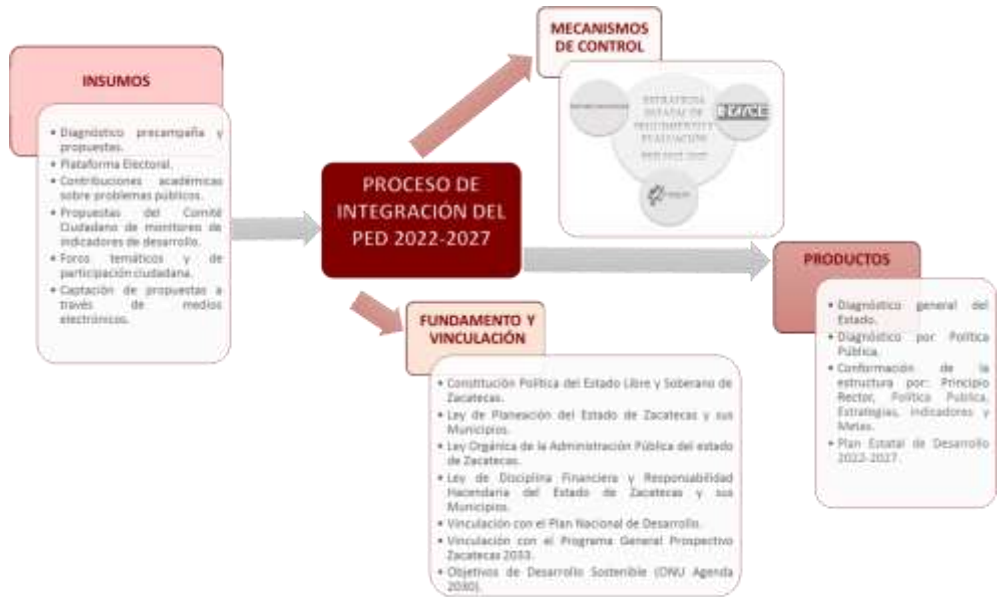 INSUMOS
• Diagnóstico precampaña y
propuestas.
• Plataforma Electoral.
• Contribuciones académicas
sobre problemas públicos.
• Propuestas del Comité
Ciudadano de monitoreo de
indicadores de desarrollo.
• Foros temáticos y de
participación ciudadana.
• Captación de propuestas a
través de medios
electrónicos.
PROCESO DE
INTEGRACIÓN DEL
PED 2022-2027
MECANISMOS
DE CONTROL
ESTRATEGIA
ESTATAL DE
SEGUIMIENTO Y
EVALUACIÓN
PED 2022-2027
FUNDAMENTO Y
VINCULACIÓN
• Constitución Política del Estado Libre y Soberano de
Zacatecas.
• Ley de Planeación del Estado de Zacatecas y sus
Municipios.
• Ley Orgánica de la Administración Pública del estado
de Zacatecas.
• Ley de Disciplina Financiera y Responsabilidad
Hacendaria del Estado de Zacatecas y sus
Municipios.
• Vinculación con el Plan Nacional de Desarrollo.
• Vinculación con el Programa General Prospectivo
Zacatecas 2033.
• Objetivos de Desarrollo Sostenible (ONU Agenda
2030).
PRODUCTOS
• Diagnóstico general del
Estado.
• Diagnóstico por Política
Pública.
• Conformación de la
estructura por: Principio
Rector, Política Publica,
Estrategias, Indicadores y
Metas.
• Plan Estatal de Desarrollo
2022-2027.